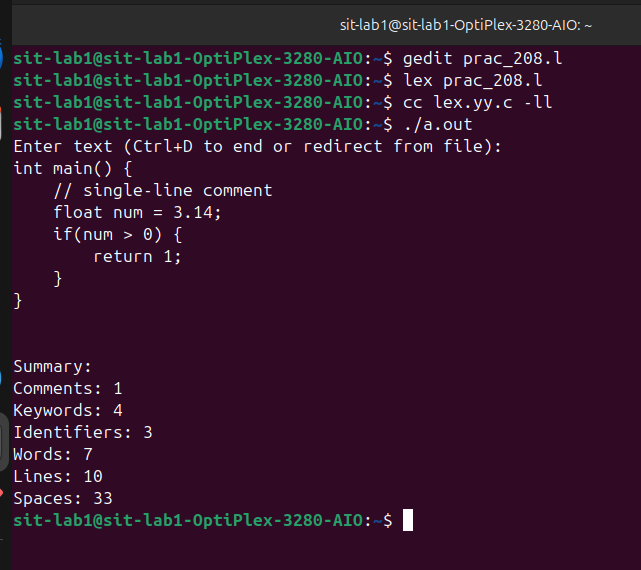 sit-lab1@sit-lab1-OptiPlex-3280-AIO: ~
sit-lab1@sit-lab1-OptiPlex-3280-AIO:~$ gedit prac_208.l
sit-lab1@sit-lab1-OptiPlex-3280-AIO:~$ lex prac_208.l
sit-lab1@sit-lab1-OptiPlex-3280-AIO:~$ cc lex.yy.c -ll
sit-lab1@sit-lab1-OptiPlex-3280-AIO:~$ ./a.out
Enter text (Ctrl+D to end or redirect from file):
int main() {
    // single-line comment
    float num = 3.14;
    if(num > 0) {
        return 1;
    }
}
Summary:
Comments: 1
Keywords: 4
Identifiers: 3
Words: 7
Lines: 10
Spaces: 33
sit-lab1@sit-lab1-OptiPlex-3280-AIO:~$